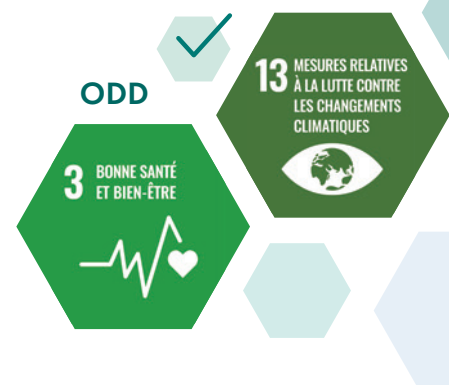 ODD
3 BONNE SANTÉ
ET BIEN-ÊTRE
13 MESURES RELATIVES
À LA LUTTE CONTRE
LES CHANGEMENTS
CLIMATIQUES